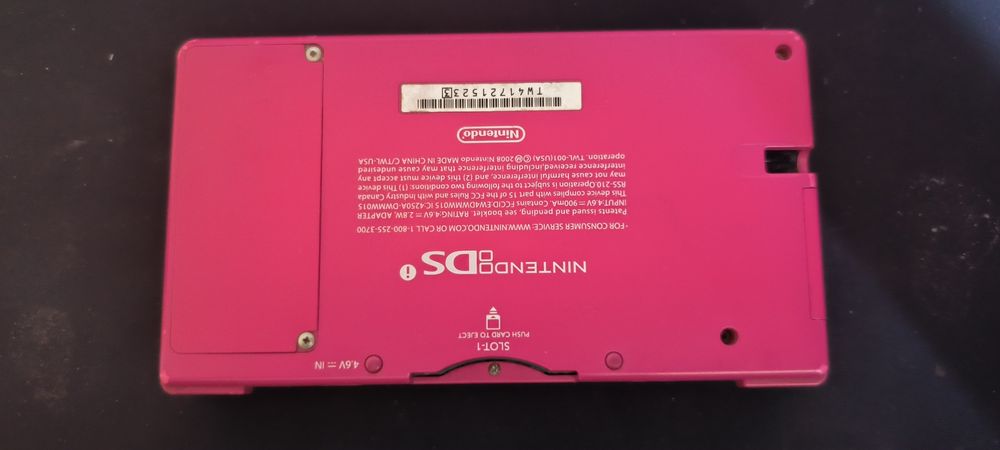 4.6V ⎓ IN
SLOT-1
PUSH CARD TO EJECT
NINTENDO DS i
•FOR CONSUMER SERVICE: WWW.NINTENDO.COM OR CALL 1-800-255-3700
Patents issued and pending, see booklet. RATING:4.6V ⎓ 2.8W, ADAPTER
INPUT:4.6V ⎓ 900mA. Contains FCCID:EW4DWMW015 IC:4250A-DWMW015
This device complies with part 15 of the FCC Rules and with Industry Canada
RSS-210.Operation is subject to the following two conditions: (1) This device
may not cause harmful interference, and (2) this device must accept any
interference received,including interference that may cause undesired
operation. TWL-001(USA) ©Ⓜ 2008 Nintendo MADE IN CHINA C/TWL-USA
Nintendo
TW417215233